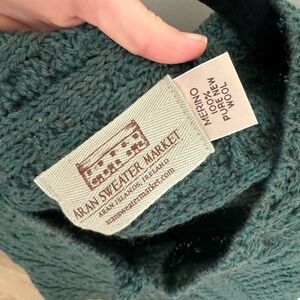 ARAN SWEATER MARKET
ARAN ISLANDS, IRELAND
aransweatermarket.com
MERINO
100%
PURE NEW
WOOL